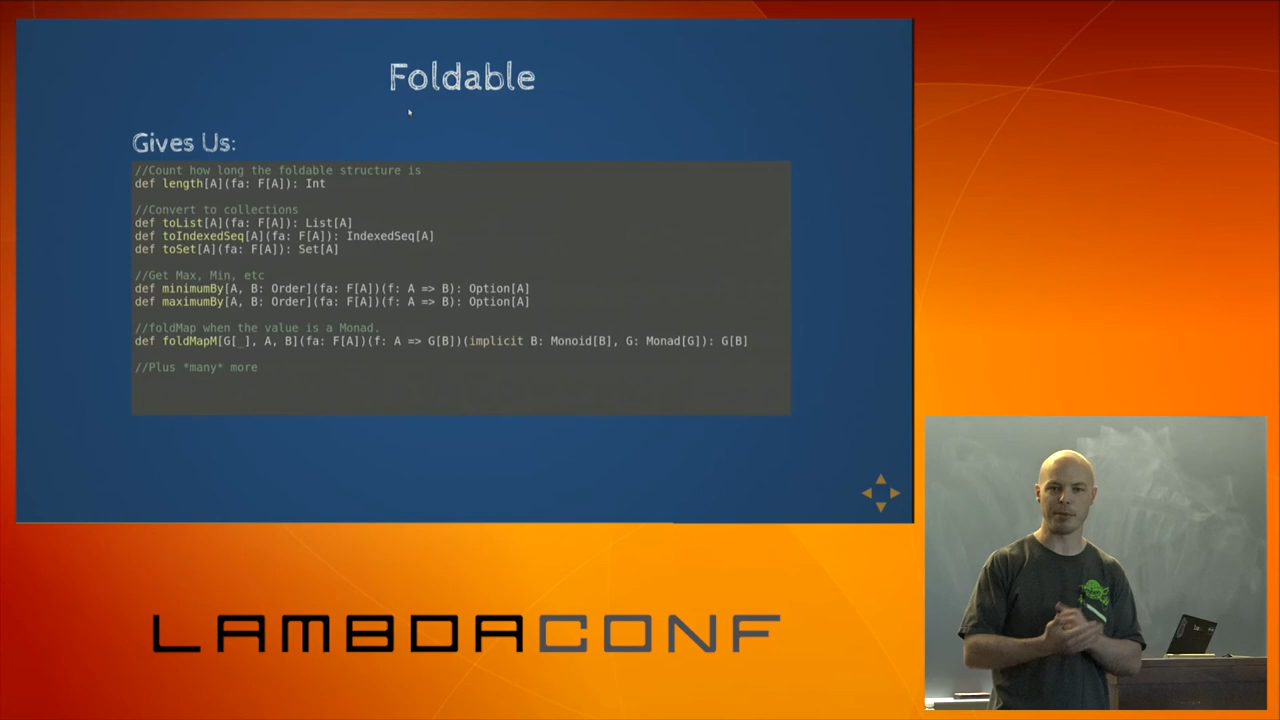 Foldable
Gives Us:
//Count how long the foldable structure is
def length[A](fa: F[A]): Int
//Convert to collections
def toList[A](fa: F[A]): List[A]
def toIndexedSeq[A](fa: F[A]): IndexedSeq[A]
def toSet[A](fa: F[A]): Set[A]
//Get Max, Min, etc
def minimumBy[A, B: Order](fa: F[A])(f: A => B): Option[A]
def maximumBy[A, B: Order](fa: F[A])(f: A => B): Option[A]
//foldMap when the value is a Monad.
def foldMapM[G[_], A, B](fa: F[A])(f: A => G[B])(implicit B: Monoid[B], G: Monad[G]): G[B]
//Plus *many* more
LAMBDACONF